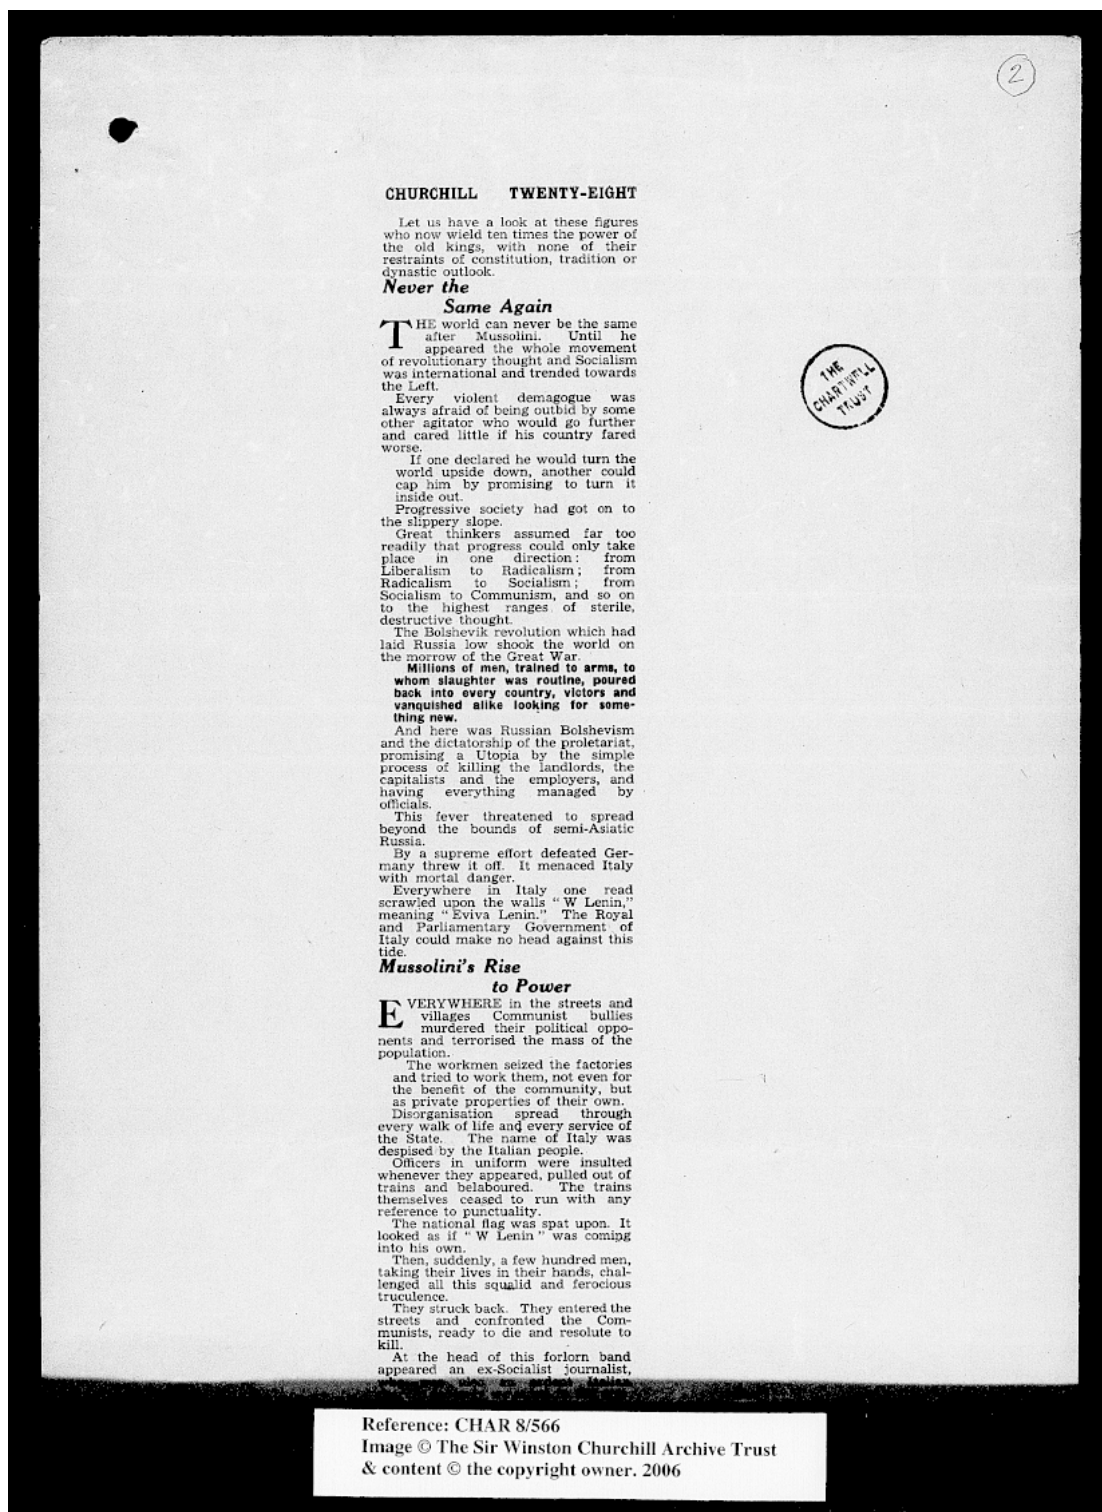 2
CHURCHILL TWENTY-EIGHT
Let us have a look at these figures
who now wield ten times the power of
the old kings, with none of their
restraints of constitution, tradition or
dynastic outlook.
Never the
Same Again
THE world can never be the same
after Mussolini. Until he
appeared the whole movement
of revolutionary thought and Socialism
was international and trended towards
the Left.
Every violent demagogue was
always afraid of being outbid by some
other agitator who would go further
and cared little if his country fared
worse.
If one declared he would turn the
world upside down, another could
cap him by promising to turn it
inside out.
Progressive society had got on to
the slippery slope.
Great thinkers assumed far too
readily that progress could only take
place in one direction: from
Liberalism to Radicalism; from
Radicalism to Socialism; from
Socialism to Communism, and so on
to the highest ranges of sterile,
destructive thought.
The Bolshevik revolution which had
laid Russia low shook the world on
the morrow of the Great War.
Millions of men, trained to arms, to
whom slaughter was routine, poured
back into every country, victors and
vanquished alike looking for some-
thing new.
And here was Russian Bolshevism
and the dictatorship of the proletariat,
promising a Utopia by the simple
process of killing the landlords, the
capitalists and the employers, and
having everything managed by
officials.
This fever threatened to spread
beyond the bounds of semi-Asiatic
Russia.
By a supreme effort defeated Ger-
many threw it off. It menaced Italy
with mortal danger.
Everywhere in Italy one read
scrawled upon the walls "W Lenin,"
meaning "Eviva Lenin." The Royal
and Parliamentary Government of
Italy could make no head against this
tide.
Mussolini's Rise
to Power
EVERYWHERE in the streets and
villages Communist bullies
murdered their political oppo-
nents and terrorised the mass of the
population.
The workmen seized the factories
and tried to work them, not even for
the benefit of the community, but
as private properties of their own.
Disorganisation spread through
every walk of life and every service of
the State. The name of Italy was
despised by the Italian people.
Officers in uniform were insulted
whenever they appeared, pulled out of
trains and belaboured. The trains
themselves ceased to run with any
reference to punctuality.
The national flag was spat upon. It
looked as if "W Lenin" was coming
into his own.
Then, suddenly, a few hundred men,
taking their lives in their hands, chal-
lenged all this squalid and ferocious
truculence.
They struck back. They entered the
streets and confronted the Com-
munists, ready to die and resolute to
kill.
At the head of this forlorn band
appeared an ex-Socialist journalist,
THE
CHARTWELL
TRUST
Reference: CHAR 8/566
Image © The Sir Winston Churchill Archive Trust
& content © the copyright owner. 2006